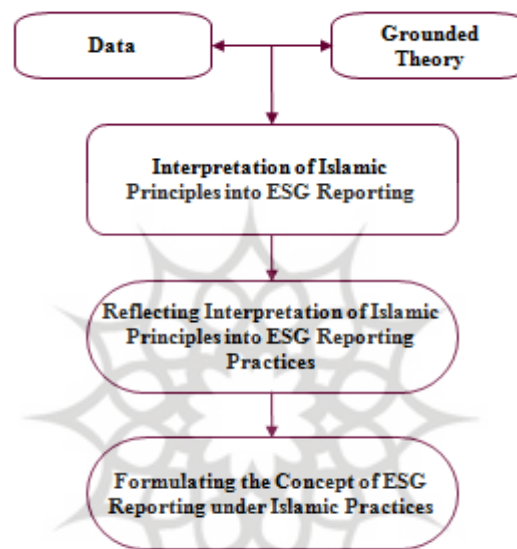 Data
Grounded
Theory
Interpretation of Islamic
Principles into ESG Reporting
Reflecting Interpretation of Islamic
Principles into ESG Reporting
Practices
Formulating the Concept of ESG
Reporting under Islamic Practices